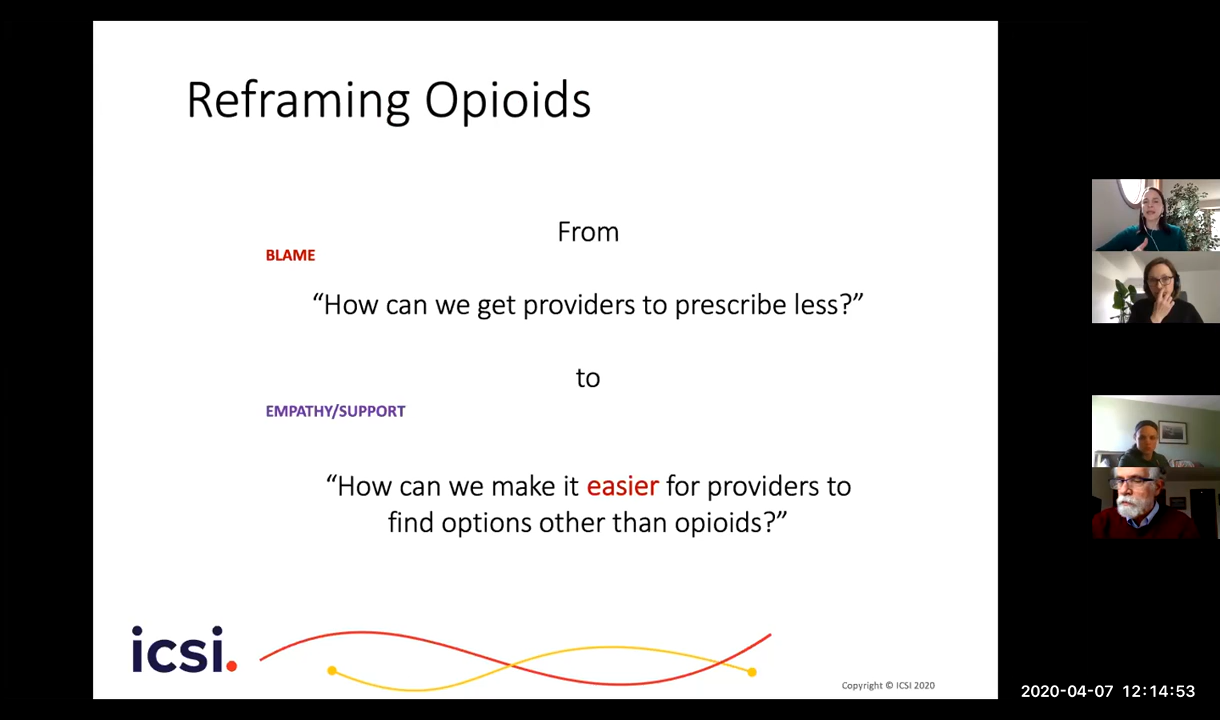 Reframing Opioids
From
BLAME
“How can we get providers to prescribe less?”
to
EMPATHY/SUPPORT
“How can we make it easier for providers to
find options other than opioids?”
icsi.
Copyright © ICSI 2020
2020-04-07 12:14:53